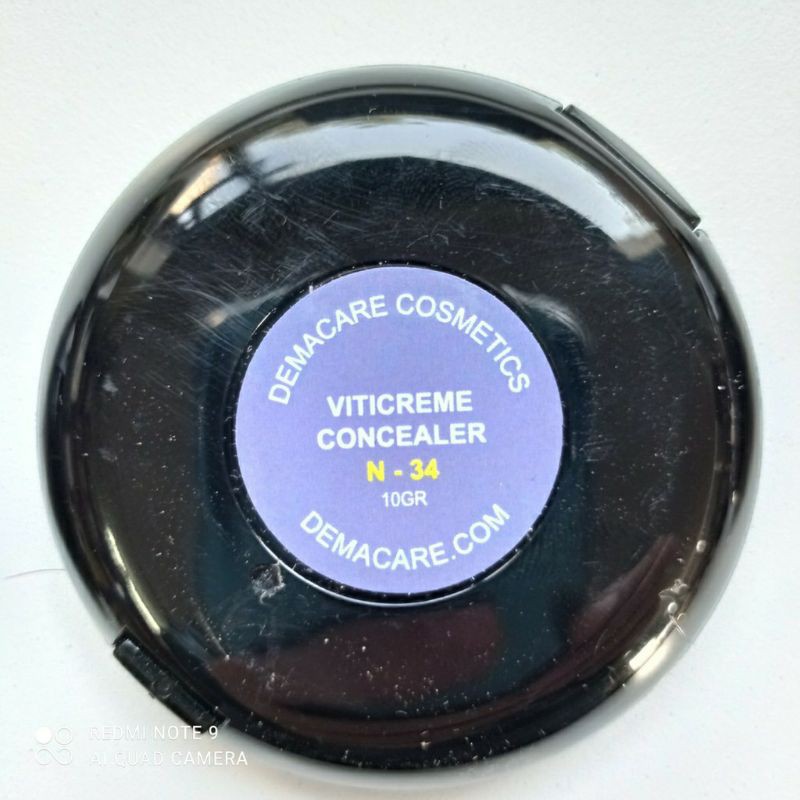 DEMACARE COSMETICS
VITICREME
CONCEALER
N - 34
10GR
DEMACARE.COM
REDMI NOTE 9
AI QUAD CAMERA